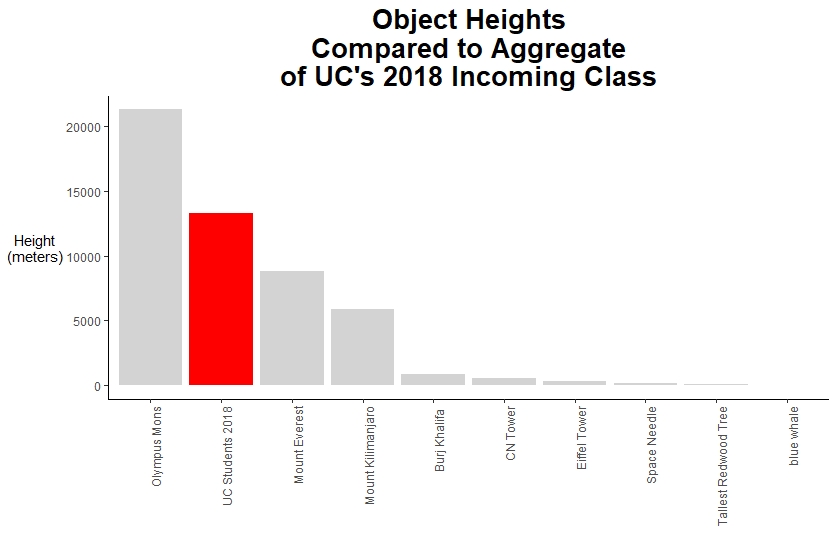 Object Heights
Compared to Aggregate
of UC's 2018 Incoming Class
Height
(meters)
20000
15000
10000
5000
0
Olympus Mons
UC Students 2018
Mount Everest
Mount Kilimanjaro
Burj Khalifa
CN Tower
Eiffel Tower
Space Needle
Tallest Redwood Tree
blue whale